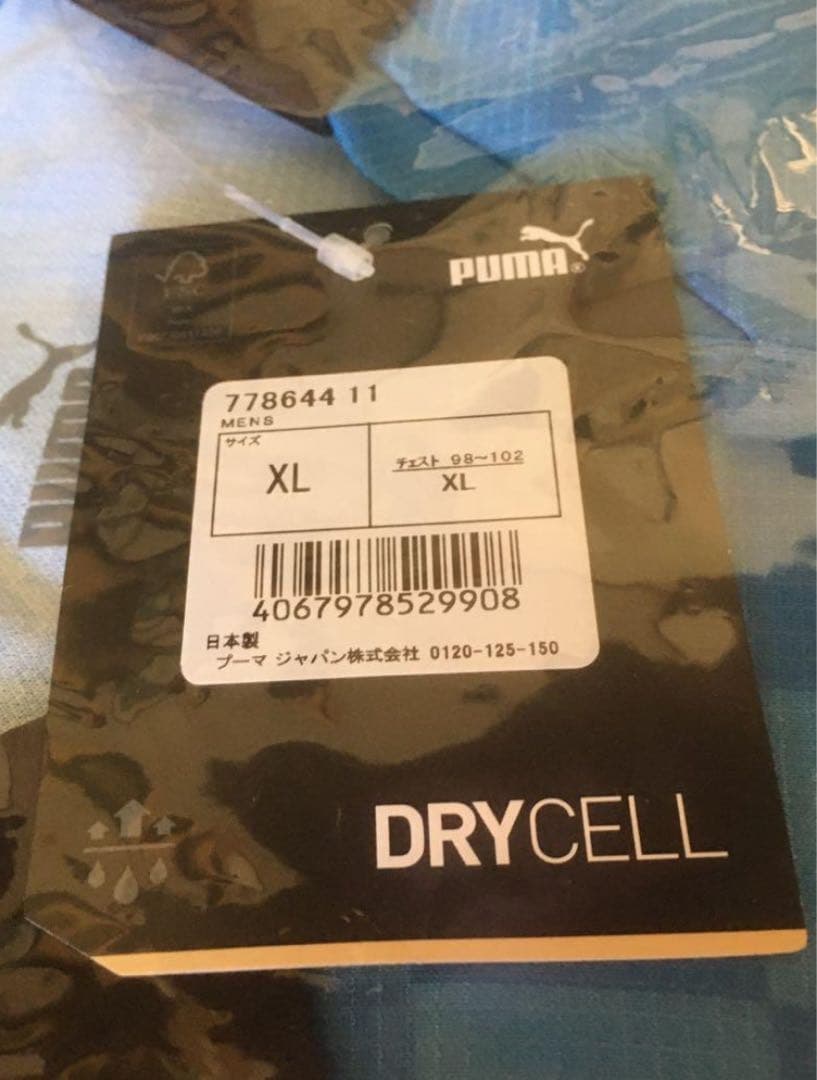 PUMA®
PUMA
778644 11
MENS
サイズ
XL
チェスト 98~102
XL
4067978529908
日本製
プーマ ジャパン株式会社 0120-125-150
DRYCELL